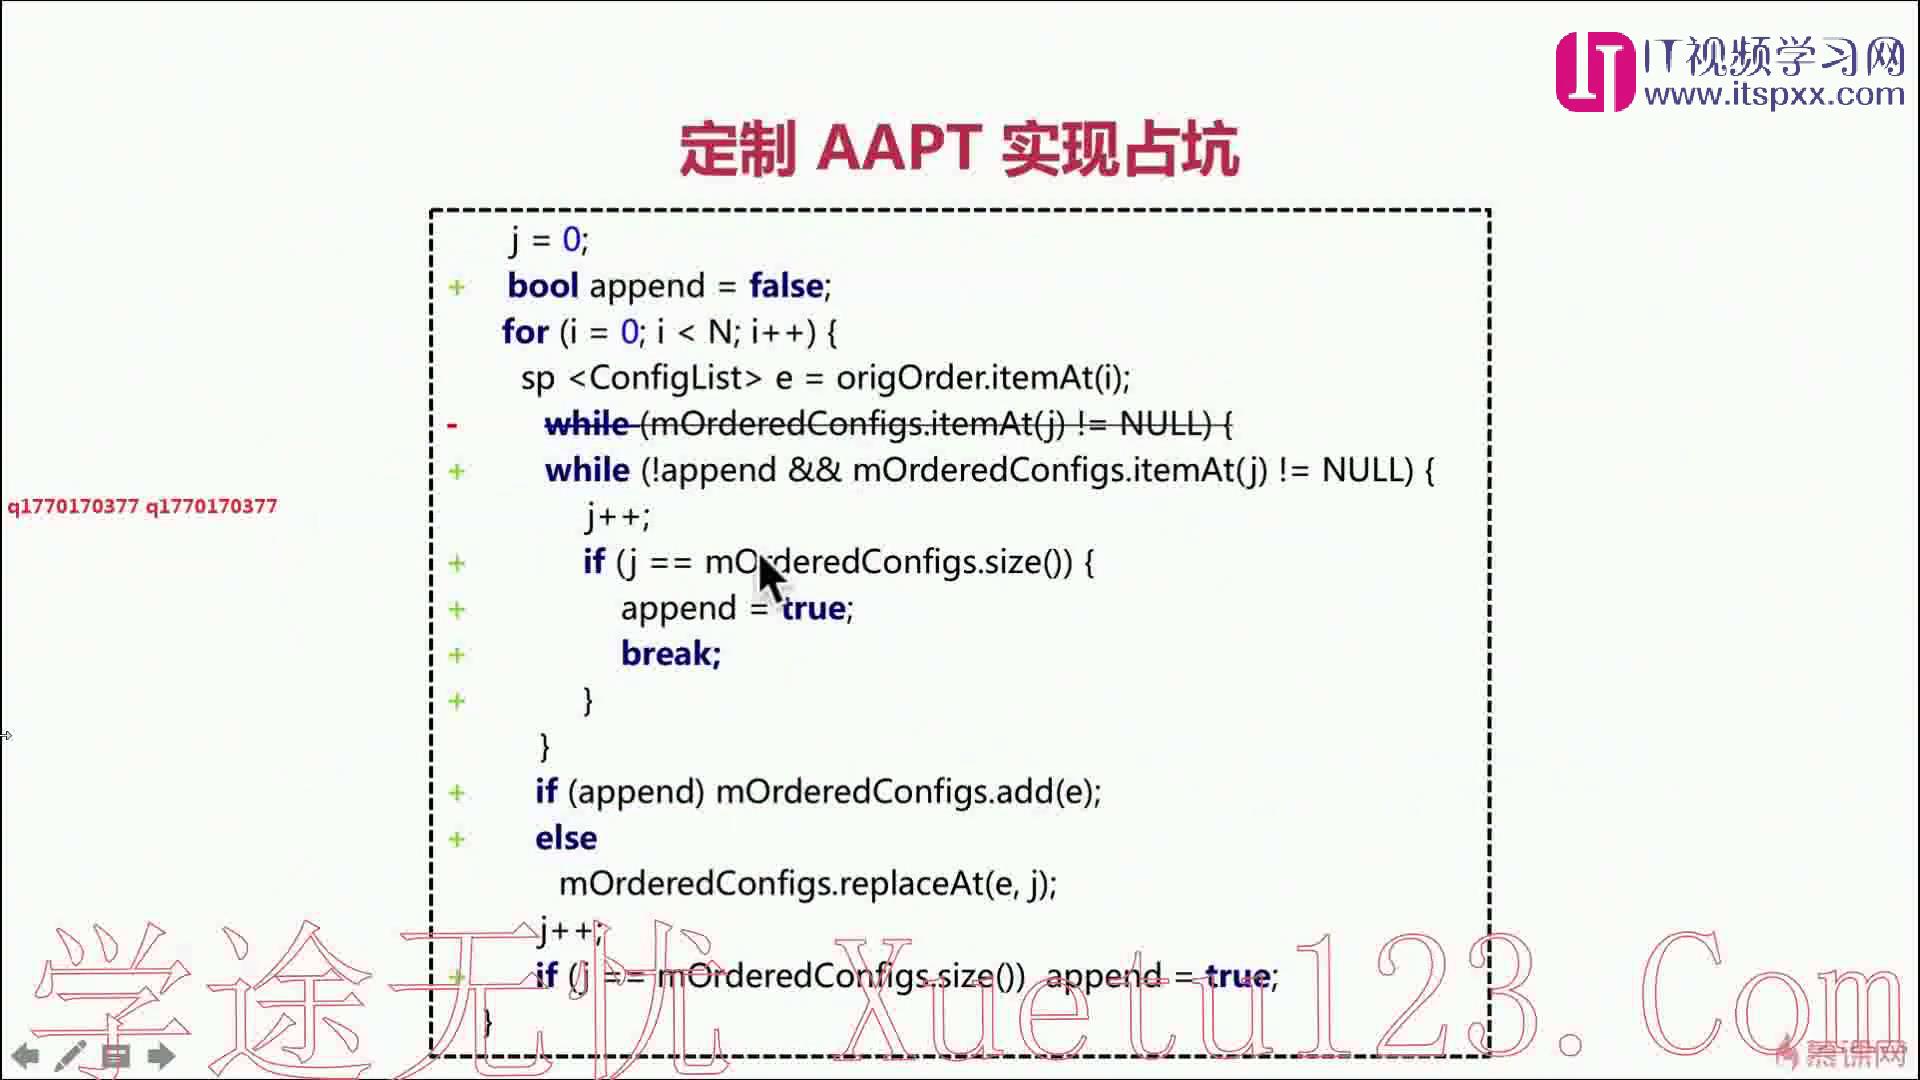 IT视频学习网
www.itspxx.com
定制 AAPT 实现占坑
j = 0;
+ bool append = false;
for (i = 0; i < N; i++) {
sp <ConfigList> e = origOrder.itemAt(i);
- while (mOrderedConfigs.itemAt(j) != NULL) {
+ while (!append && mOrderedConfigs.itemAt(j) != NULL) {
q1770170377 q1770170377
j++;
+ if (j == mOrderedConfigs.size()) {
+ append = true;
+ break;
+ }
}
+ if (append) mOrderedConfigs.add(e);
+ else
mOrderedConfigs.replaceAt(e, j);
j++;
+ if (j == mOrderedConfigs.size()) append = true;
}
学途无忧 Xuetu123.Com
慕课网